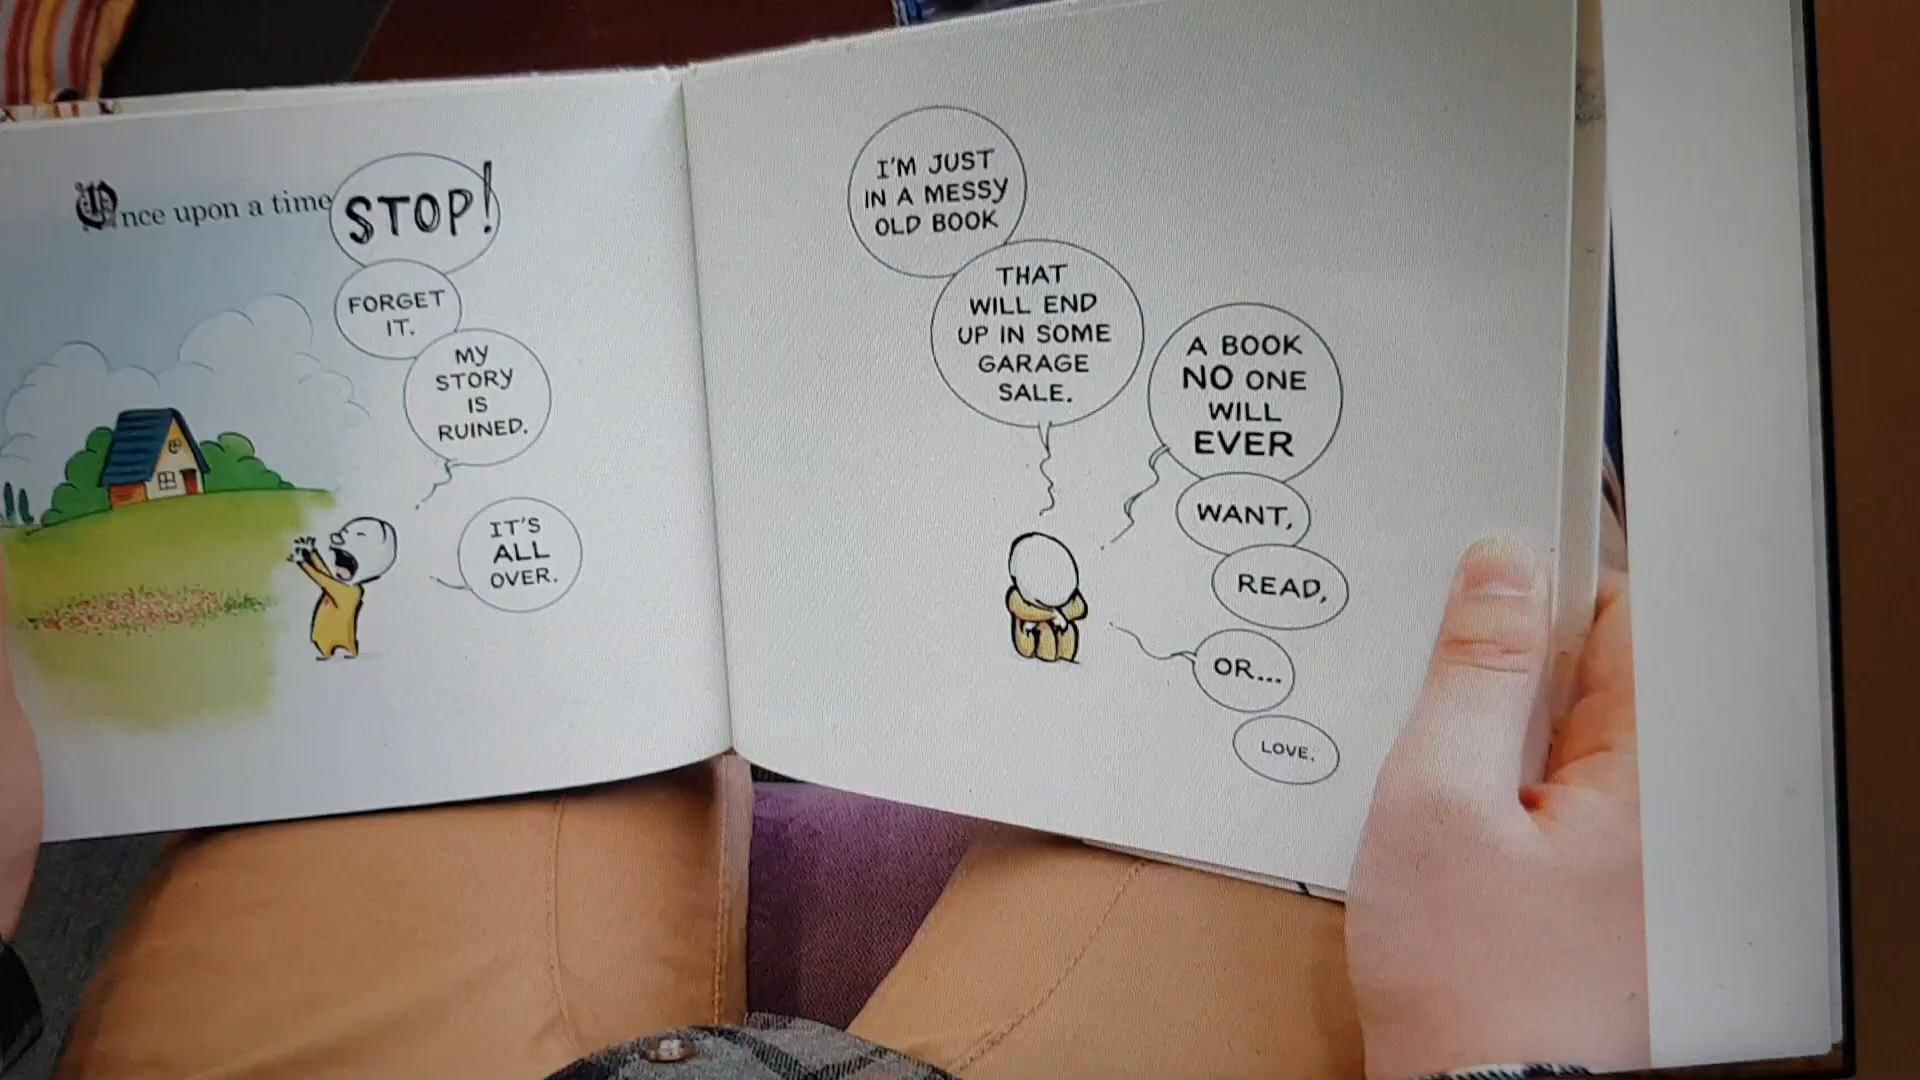 Once upon a time STOP!
FORGET
IT.
MY
STORY
IS
RUINED.
IT'S
ALL
OVER.
I'M JUST
IN A MESSY
OLD BOOK
THAT
WILL END
UP IN SOME
GARAGE
SALE.
A BOOK
NO ONE
WILL
EVER
WANT,
READ,
OR...
LOVE.